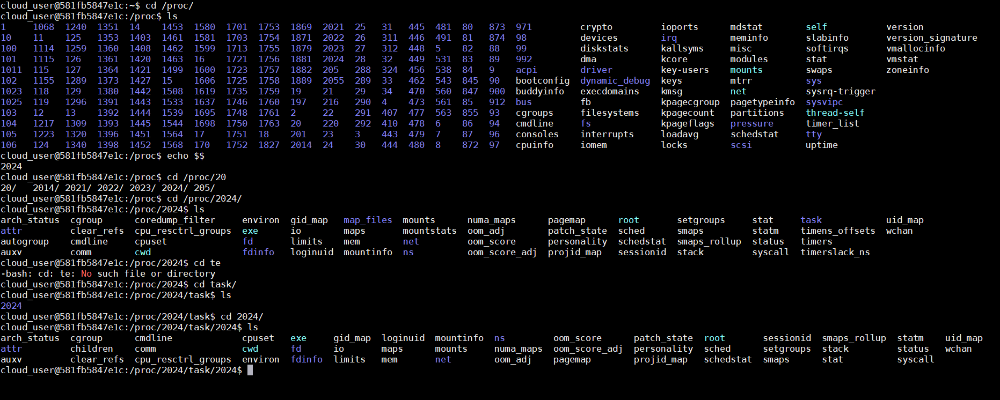 cloud_user@581fb5847e1c:~$ cd /proc/
cloud_user@581fb5847e1c:/proc$ ls
1     1068  1240  1351  14    1453  1580  1701  1753  1869  2021  25   31   445  481  80   873  971         crypto         ioports      mdstat        self           version
10    11    125   1353  1403  1461  1581  1703  1754  1871  2022  26   311  446  491  81   874  98          devices        irq          meminfo       slabinfo       version_signature
100   1114  1259  1360  1408  1462  1599  1713  1755  1879  2023  27   312  448  5    82   88   99          diskstats      kallsyms     misc          softirqs       vmallocinfo
101   1115  126   1361  1420  1463  16    1721  1756  1881  2024  28   32   449  531  83   89   992         dma            kcore        modules       stat           vmstat
1011  115   127   1364  1421  1499  1600  1723  1757  1882  205   288  324  456  538  84   9    acpi        driver         key-users    mounts        swaps          zoneinfo
102   1155  1289  1373  1427  15    1606  1725  1758  1889  2055  289  33   462  543  845  90   bootconfig  dynamic_debug  keys         mtrr          sys
1023  118   129   1380  1442  1508  1619  1735  1759  19    21    29   34   470  560  847  900  buddyinfo   execdomains    kmsg         net           sysrq-trigger
1025  119   1296  1391  1443  1533  1637  1746  1760  197   216   290  4    473  561  85   912  bus         fb             kpagecgroup  pagetypeinfo  sysvipc
103   12    13    1392  1444  1539  1695  1748  1761  2     22    291  407  477  563  855  93   cgroups     filesystems    kpagecount   partitions    thread-self
104   1217  1309  1393  1445  1544  1698  1750  1763  20    220   292  410  478  6    86   94   cmdline     fs             kpageflags   pressure      timer_list
105   1223  1320  1396  1451  1564  17    1751  18    201   23    3    443  479  7    87   96   consoles    interrupts     loadavg      schedstat     tty
106   124   1340  1398  1452  1568  170   1752  1827  2014  24    30   444  480  8    872  97   cpuinfo     iomem          locks        scsi          uptime
cloud_user@581fb5847e1c:/proc$ echo $$
2024
cloud_user@581fb5847e1c:/proc$ cd /proc/20
20/   2014/ 2021/ 2022/ 2023/ 2024/ 205/
cloud_user@581fb5847e1c:/proc$ cd /proc/2024/
cloud_user@581fb5847e1c:/proc/2024$ ls
arch_status  cgroup      coredump_filter     environ  gid_map   map_files  mounts      numa_maps      pagemap      root       setgroups     stat     task            uid_map
attr         clear_refs  cpu_resctrl_groups  exe      io        maps       mountstats  oom_adj        patch_state  sched      smaps         statm    timens_offsets  wchan
autogroup    cmdline     cpuset              fd       limits    mem        net         oom_score      personality  schedstat  smaps_rollup  status   timers
auxv         comm        cwd                 fdinfo   loginuid  mountinfo  ns          oom_score_adj  projid_map   sessionid  stack         syscall  timerslack_ns
cloud_user@581fb5847e1c:/proc/2024$ cd te
-bash: cd: te: No such file or directory
cloud_user@581fb5847e1c:/proc/2024$ cd task/
cloud_user@581fb5847e1c:/proc/2024/task$ ls
2024
cloud_user@581fb5847e1c:/proc/2024/task$ cd 2024/
cloud_user@581fb5847e1c:/proc/2024/task/2024$ ls
arch_status  cgroup      cmdline             cpuset   exe     gid_map  loginuid  mountinfo  ns         oom_score      patch_state  root       sessionid  smaps_rollup  statm    uid_map
attr         children    comm                cwd      fd      io       maps      mounts     numa_maps  oom_score_adj  personality  sched      setgroups  stack         status   wchan
auxv         clear_refs  cpu_resctrl_groups  environ  fdinfo  limits   mem       net        oom_adj    pagemap        projid_map   schedstat  smaps      stat          syscall
cloud_user@581fb5847e1c:/proc/2024/task/2024$